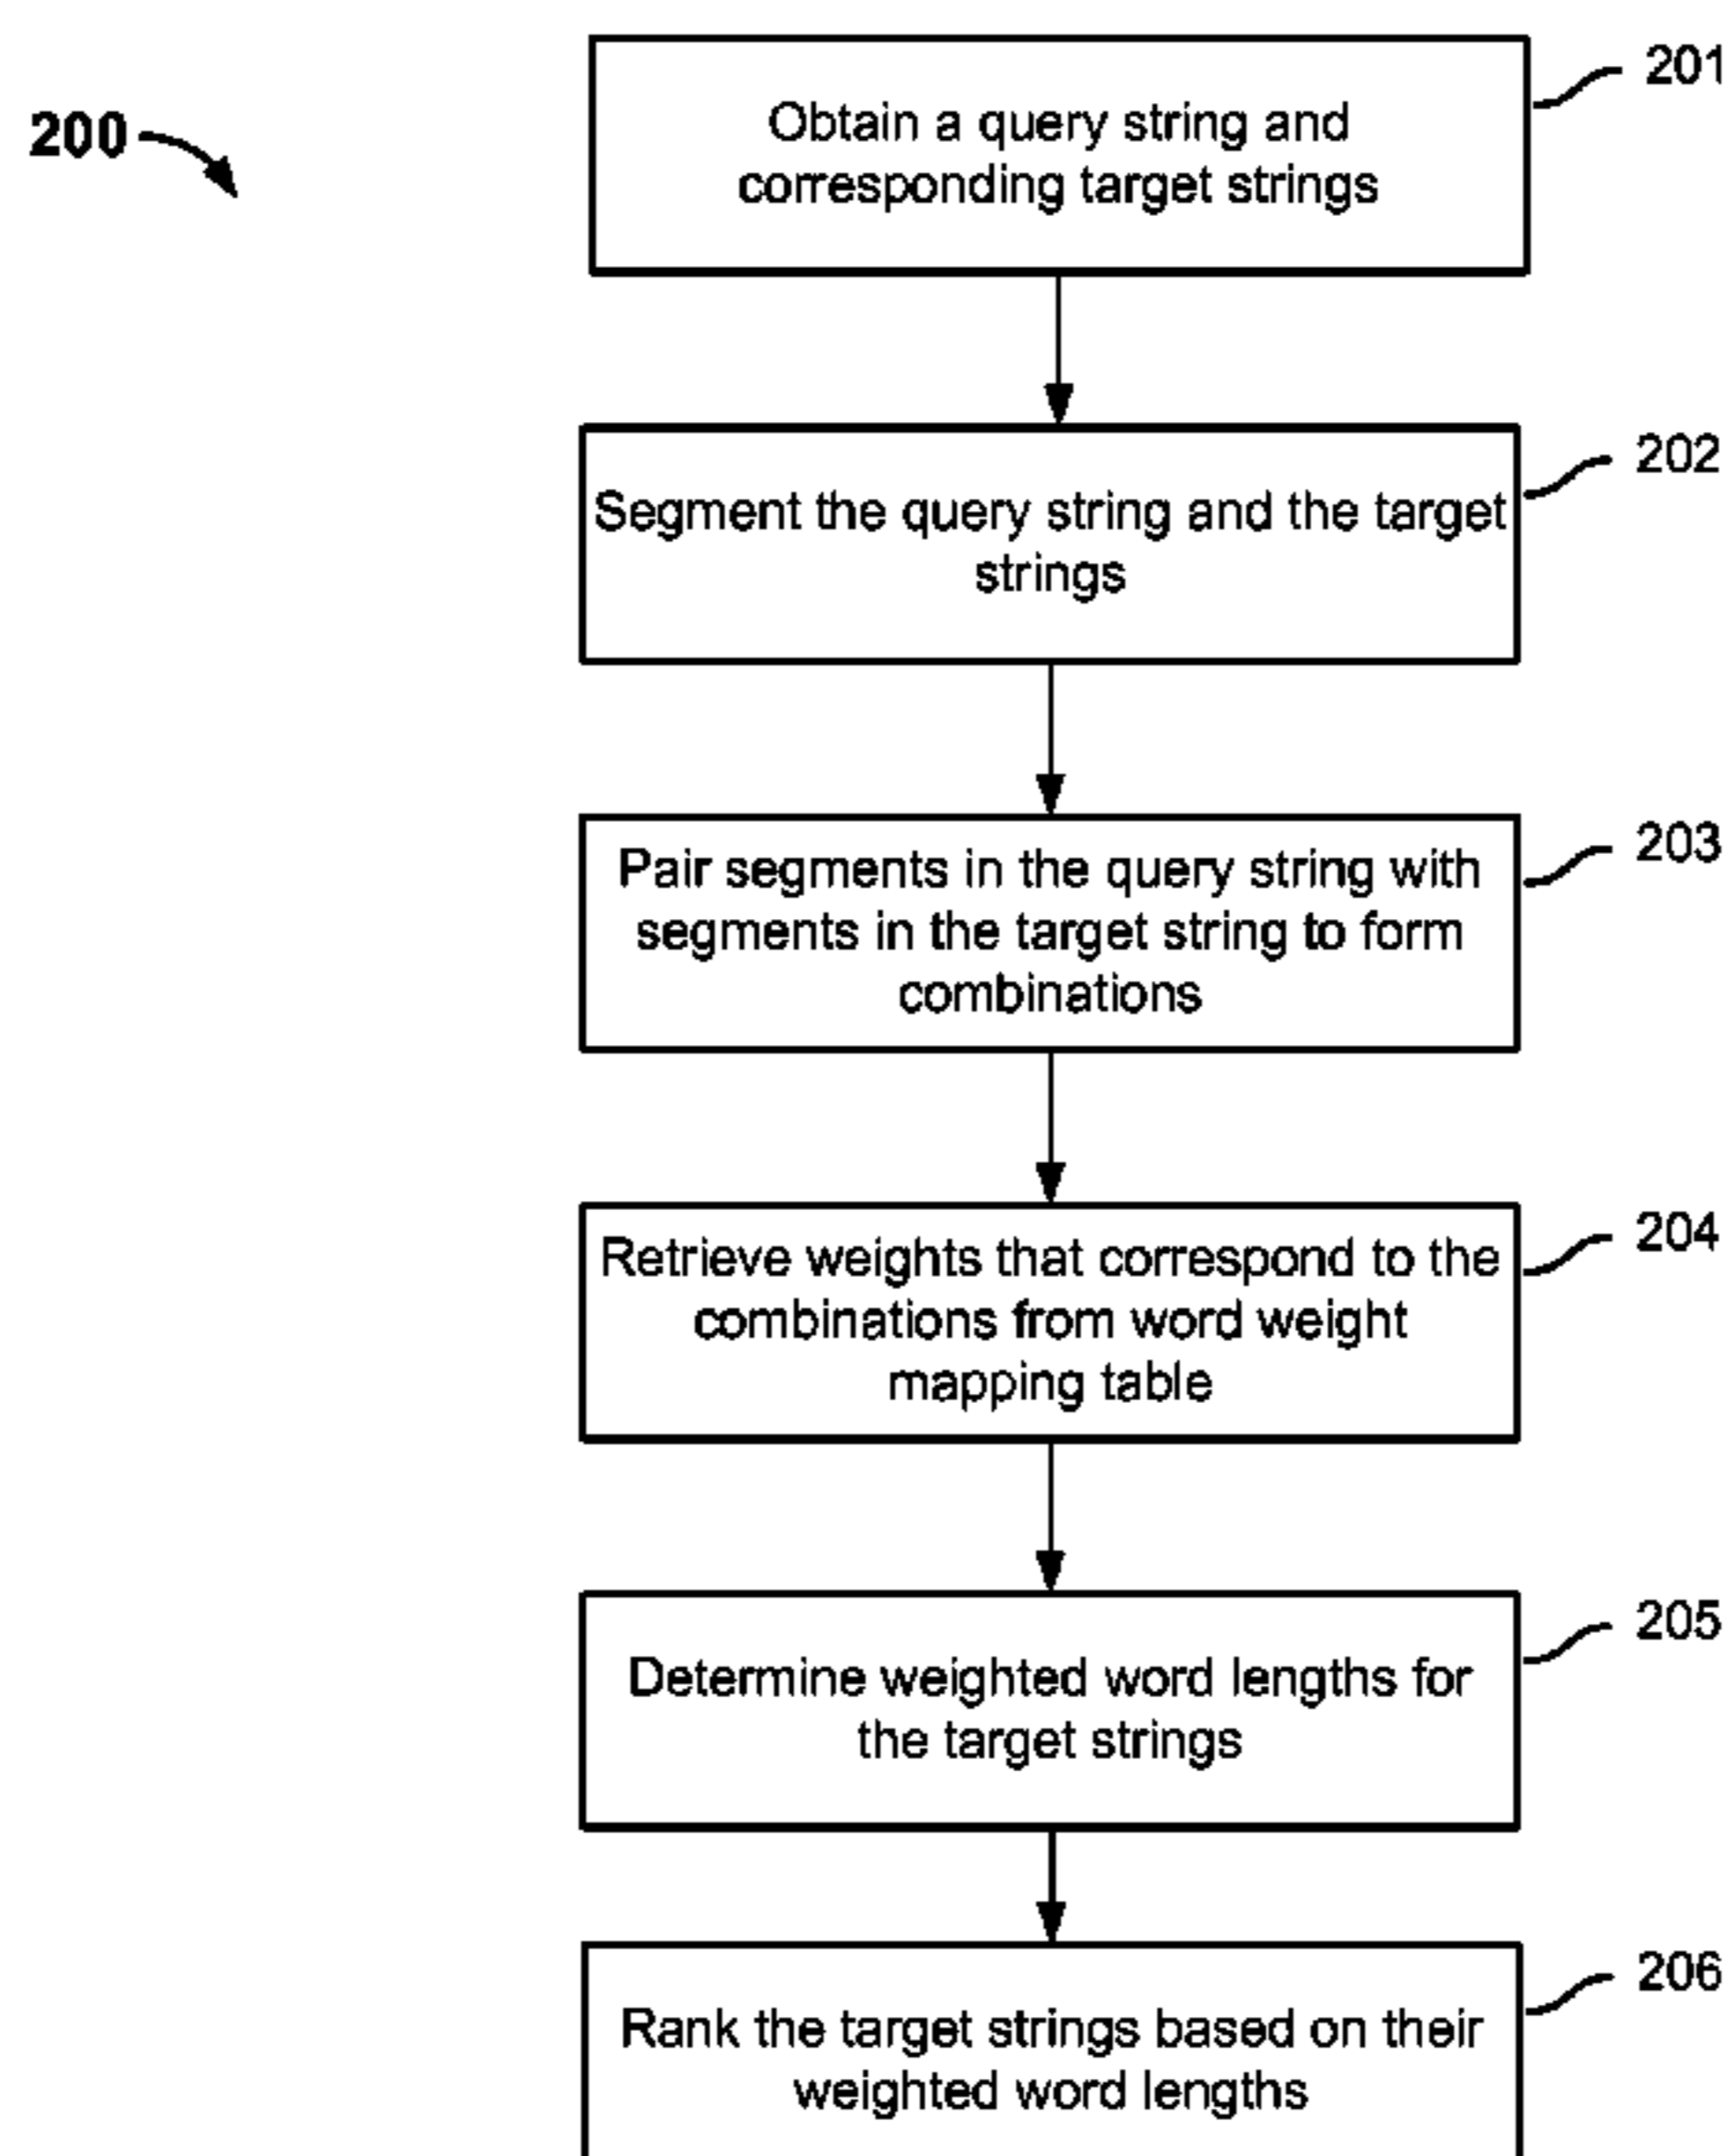 200
201
Obtain a query string and
corresponding target strings
202
Segment the query string and the target
strings
203
Pair segments in the query string with
segments in the target string to form
combinations
204
Retrieve weights that correspond to the
combinations from word weight
mapping table
205
Determine weighted word lengths for
the target strings
206
Rank the target strings based on their
weighted word lengths